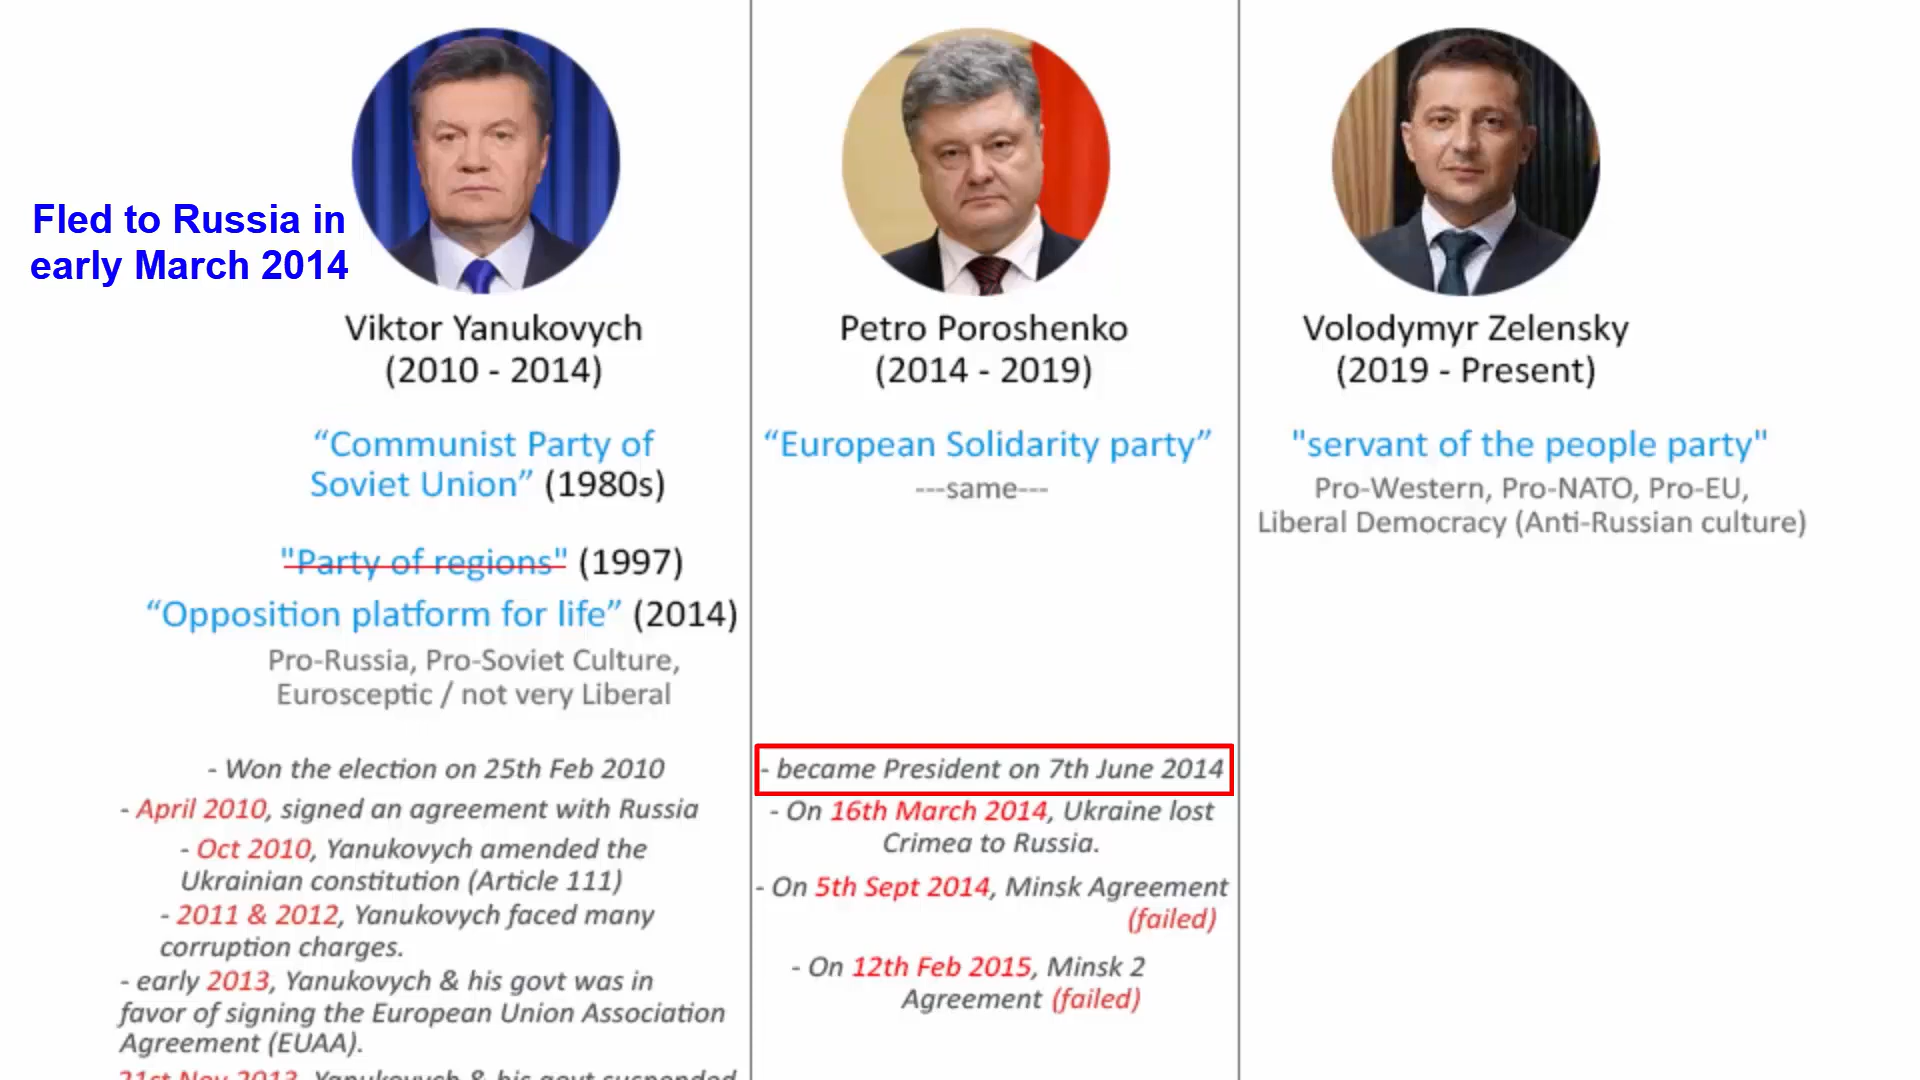 Fled to Russia in
early March 2014
Viktor Yanukovych
(2010 - 2014)
“Communist Party of
Soviet Union” (1980s)
"Party of regions" (1997)
“Opposition platform for life” (2014)
Pro-Russia, Pro-Soviet Culture,
Eurosceptic / not very Liberal
- Won the election on 25th Feb 2010
- April 2010, signed an agreement with Russia
- Oct 2010, Yanukovych amended the
Ukrainian constitution (Article 111)
- 2011 & 2012, Yanukovych faced many
corruption charges.
- early 2013, Yanukovych & his govt was in
favor of signing the European Union Association
Agreement (EUAA).
21st Nov 2013, Yanukovych & his govt suspended
Petro Poroshenko
(2014 - 2019)
“European Solidarity party”
---same---
- became President on 7th June 2014
- On 16th March 2014, Ukraine lost
Crimea to Russia.
- On 5th Sept 2014, Minsk Agreement
(failed)
- On 12th Feb 2015, Minsk 2
Agreement (failed)
Volodymyr Zelensky
(2019 - Present)
"servant of the people party"
Pro-Western, Pro-NATO, Pro-EU,
Liberal Democracy (Anti-Russian culture)